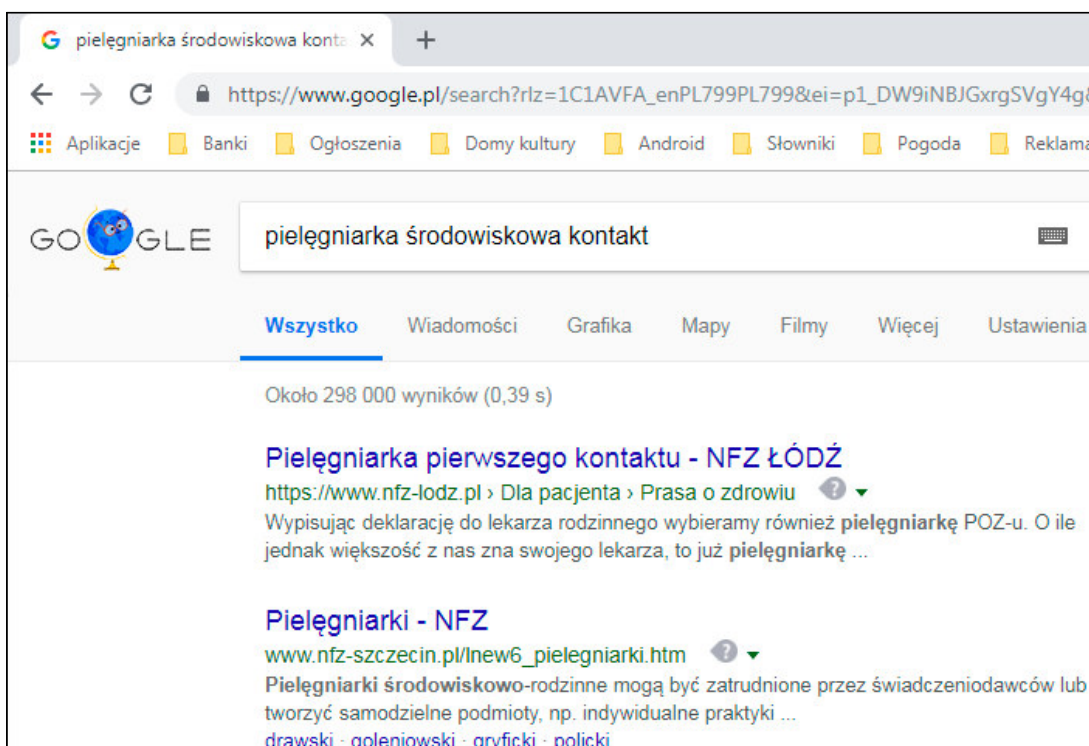 pielęgniarka środowiskowa konta
https://www.google.pl/search?rlz=1C1AVFA_enPL799PL799&ei=p1_DW9iNBJGxrgSVgY4g&
Aplikacje Banki Ogłoszenia Domy kultury Android Słowniki Pogoda Reklama
GOOGLE pielęgniarka środowiskowa kontakt
Wszystko Wiadomości Grafika Mapy Filmy Więcej Ustawienia
Około 298 000 wyników (0,39 s)
Pielęgniarka pierwszego kontaktu - NFZ ŁÓDŹ
https://www.nfz-lodz.pl › Dla pacjenta › Prasa o zdrowiu
Wypisując deklarację do lekarza rodzinnego wybieramy również pielęgniarkę POZ-u. O ile
jednak większość z nas zna swojego lekarza, to już pielęgniarkę ...
Pielęgniarki - NFZ
www.nfz-szczecin.pl/lnew6_pielegniarki.htm
Pielęgniarki środowiskowo-rodzinne mogą być zatrudnione przez świadczeniodawców lub
tworzyć samodzielne podmioty, np. indywidualne praktyki ...
drawski · goleniowski · gryficki · policki